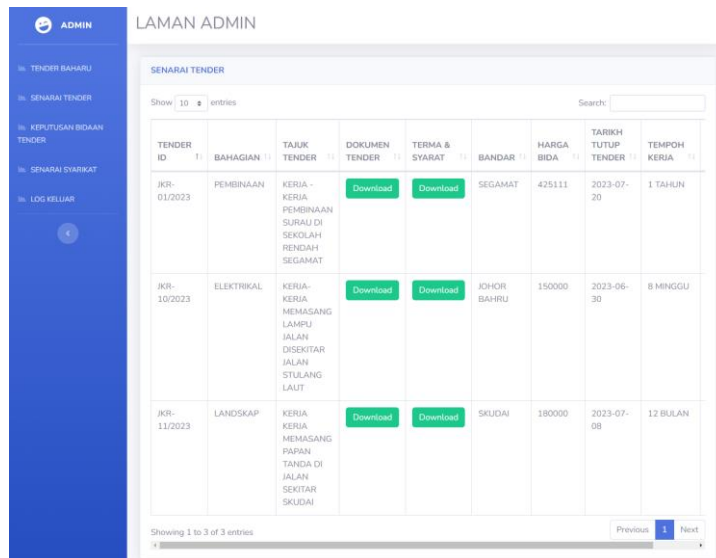 ADMIN
LAMAN ADMIN
TENDER BAHARU
SENARAI TENDER
KEPUTUSAN BIDAAN
TENDER
SENARAI SYARIKAT
LOG KELUAR
SENARAI TENDER
Show 10 entries
Search:
TENDER ID
BAHAGIAN
TAJUK TENDER
DOKUMEN TENDER
TERMA & SYARAT
BANDAR
HARGA BIDA
TARIKH TUTUP TENDER
TEMPOH KERJA
JKR-
01/2023
PEMBINAAN
KERJA -
KERJA
PEMBINAAN
SURAU DI
SEKOLAH
RENDAH
SEGAMAT
Download
Download
SEGAMAT
425111
2023-07-
20
1 TAHUN
JKR-
10/2023
ELEKTRIKAL
KERJA-
KERJA
MEMASANG
LAMPU
JALAN
DISEKITAR
JALAN
STULANG
LAUT
Download
Download
JOHOR
BAHRU
150000
2023-06-
30
8 MINGGU
JKR-
11/2023
LANDSKAP
KERJA
KERJA
MEMASANG
PAPAN
TANDA DI
JALAN
SEKITAR
SKUDAI
Download
Download
SKUDAI
180000
2023-07-
08
12 BULAN
Showing 1 to 3 of 3 entries
Previous 1 Next